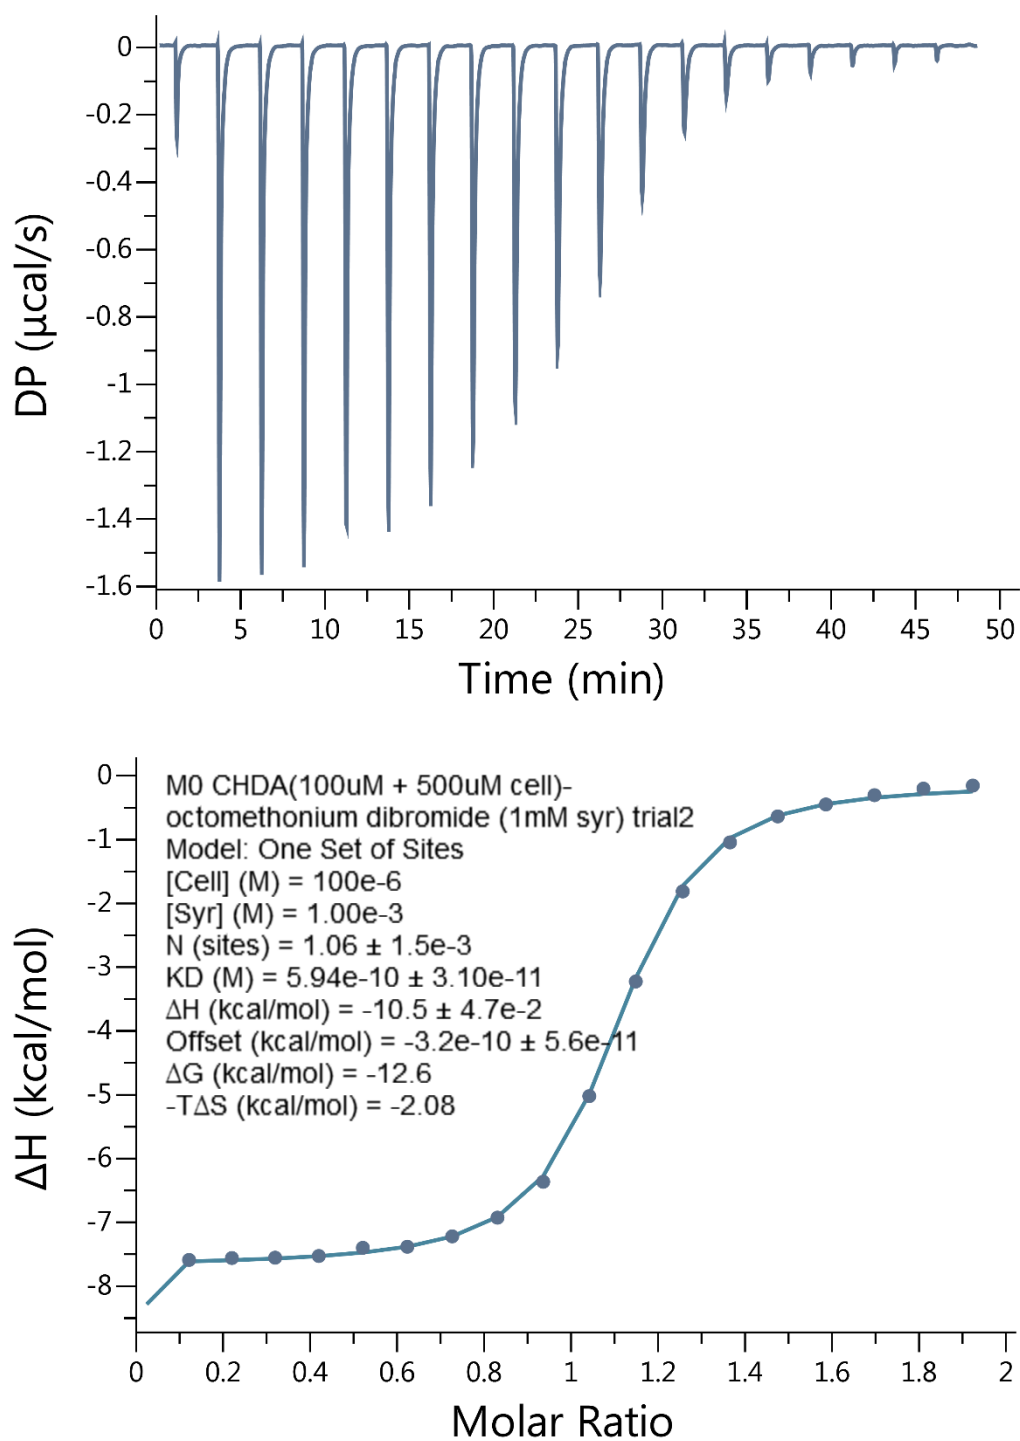 0
-0.2
-0.4
-0.6
-0.8
-1
-1.2
-1.4
-1.6
DP (µcal/s)
0 5 10 15 20 25 30 35 40 45 50
Time (min)
0
-1
-2
-3
-4
-5
-6
-7
-8
ΔH (kcal/mol)
M0 CHDA(100uM + 500uM cell)-
octomethonium dibromide (1mM syr) trial2
Model: One Set of Sites
[Cell] (M) = 100e-6
[Syr] (M) = 1.00e-3
N (sites) = 1.06 ± 1.5e-3
KD (M) = 5.94e-10 ± 3.10e-11
ΔH (kcal/mol) = -10.5 ± 4.7e-2
Offset (kcal/mol) = -3.2e-10 ± 5.6e-11
ΔG (kcal/mol) = -12.6
-TΔS (kcal/mol) = -2.08
0 0.2 0.4 0.6 0.8 1 1.2 1.4 1.6 1.8 2
Molar Ratio